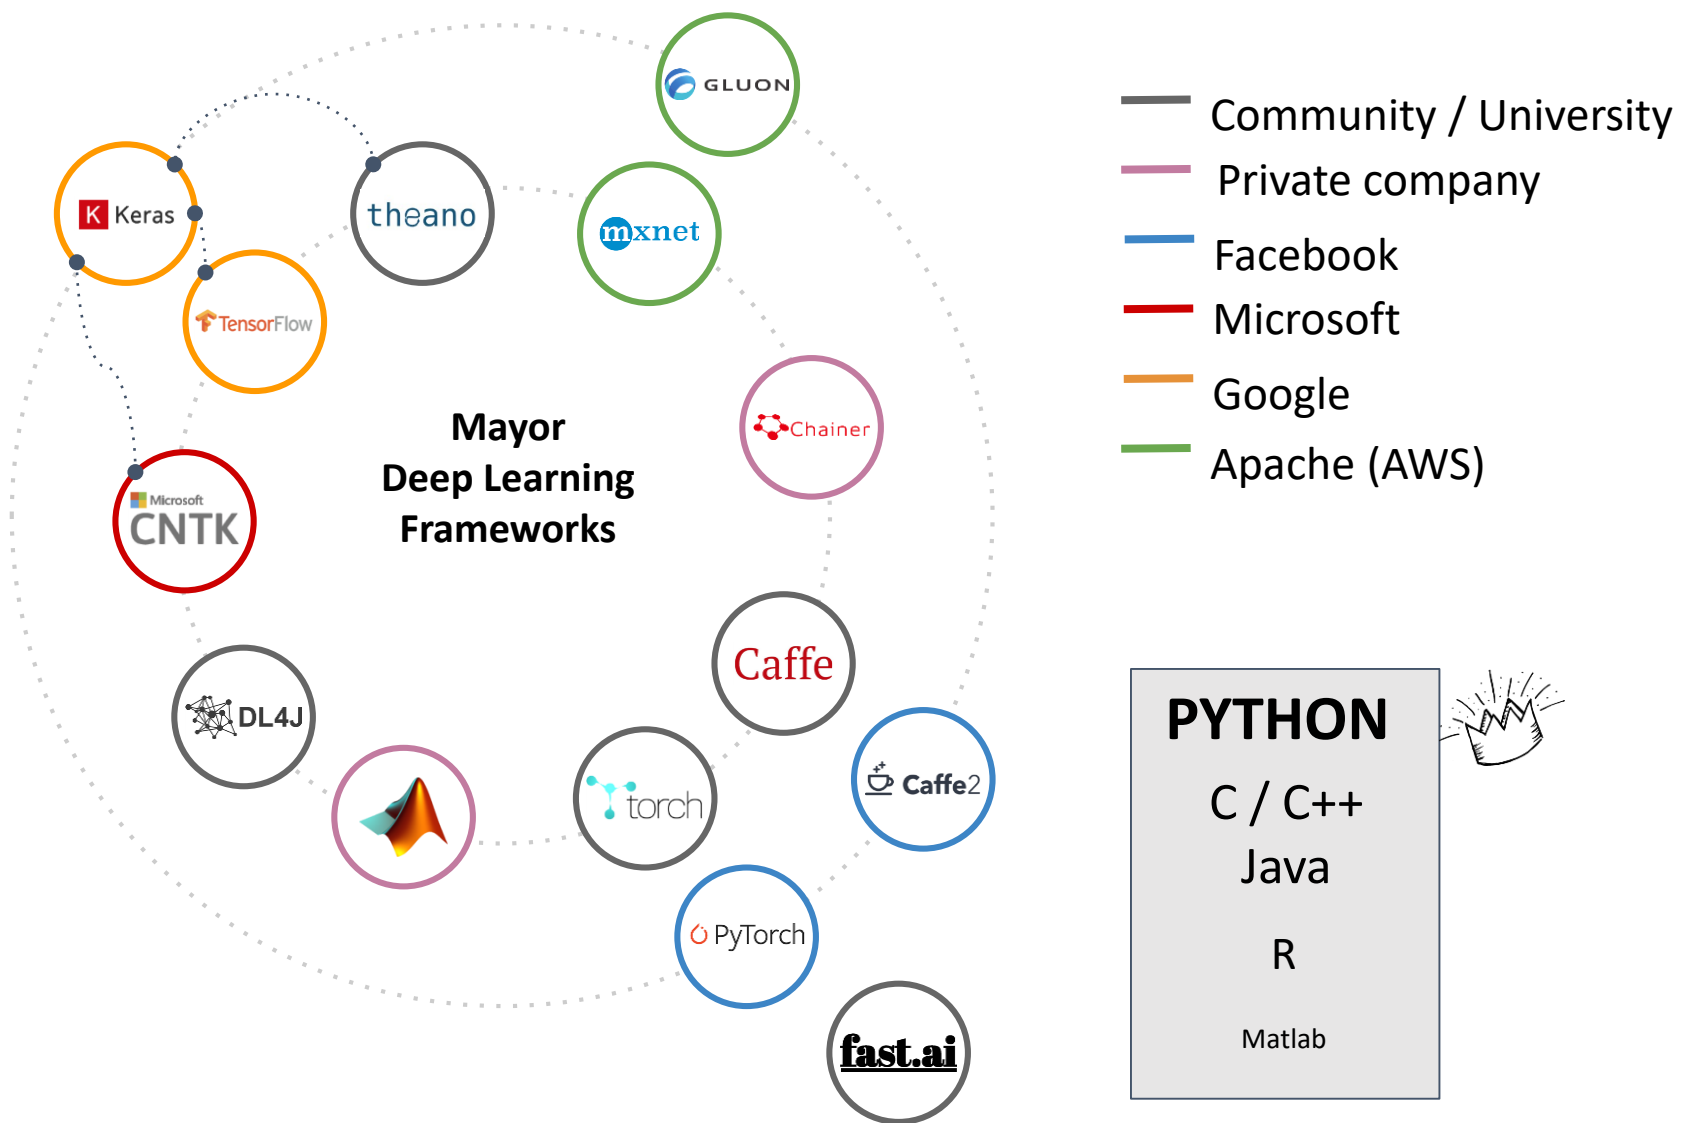 GLUON
K Keras
theano
mxnet
TensorFlow
Chainer
Mayor
Deep Learning
Frameworks
Microsoft
CNTK
Caffe
DL4J
torch
Caffe2
PyTorch
fast.ai
Community / University
Private company
Facebook
Microsoft
Google
Apache (AWS)
PYTHON
C / C++
Java
R
Matlab